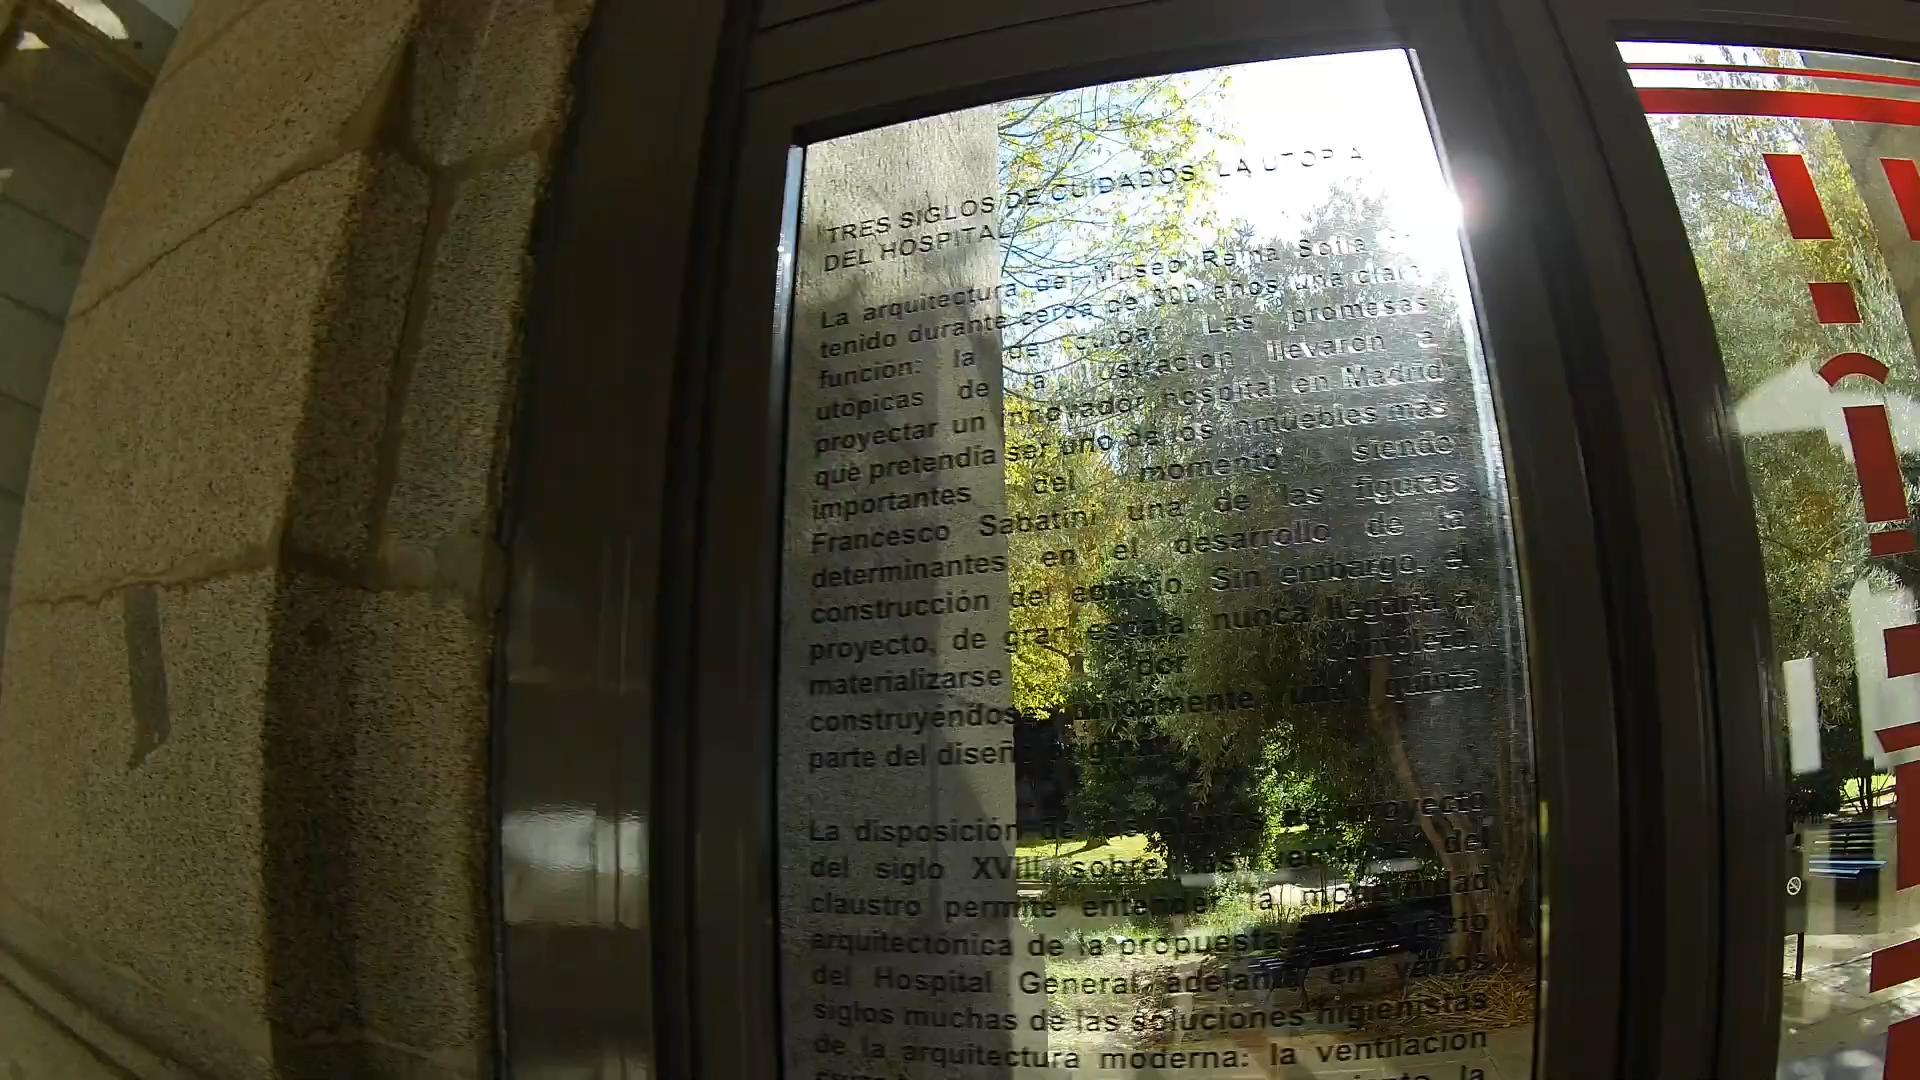 TRES SIGLOS DE CUIDADOS: LA UTOPÍA
DEL HOSPITAL
La arquitectura del Museo Reina Sofía ha
tenido durante cerca de 300 años una clara
función: la de cuidar. Las promesas
utópicas de la Ilustración llevaron a
proyectar un innovador hospital en Madrid
que pretendía ser uno de los inmuebles más
importantes del momento siendo
Francesco Sabatini una de las figuras
determinantes en el desarrollo de la
construcción del edificio. Sin embargo, el
proyecto, de gran escala, nunca llegaría a
materializarse por completo,
construyéndose únicamente una quinta
parte del diseño original.
La disposición de los planos del proyecto
del siglo XVIII sobre las ventanas del
claustro permite entender la modernidad
arquitectónica de la propuesta
del Hospital General, adelanta en varios
siglos muchas de las soluciones higienistas
de la arquitectura moderna: la ventilación
la